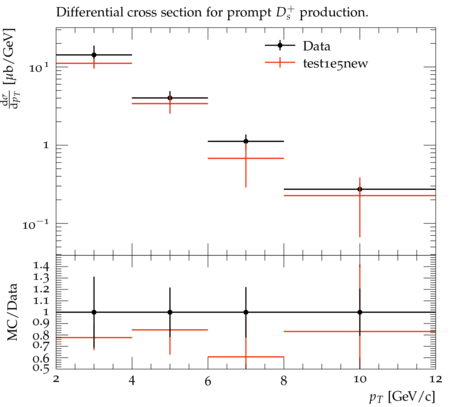 Differential cross section for prompt D_s^+ production.
Data
test1e5new
dσ/dp_T [μb/GeV]
10^1
1
10^−1
MC/Data
1.4
1.3
1.2
1.1
1
0.9
0.8
0.7
0.6
0.5
2 4 6 8 10 12
p_T [GeV/c]